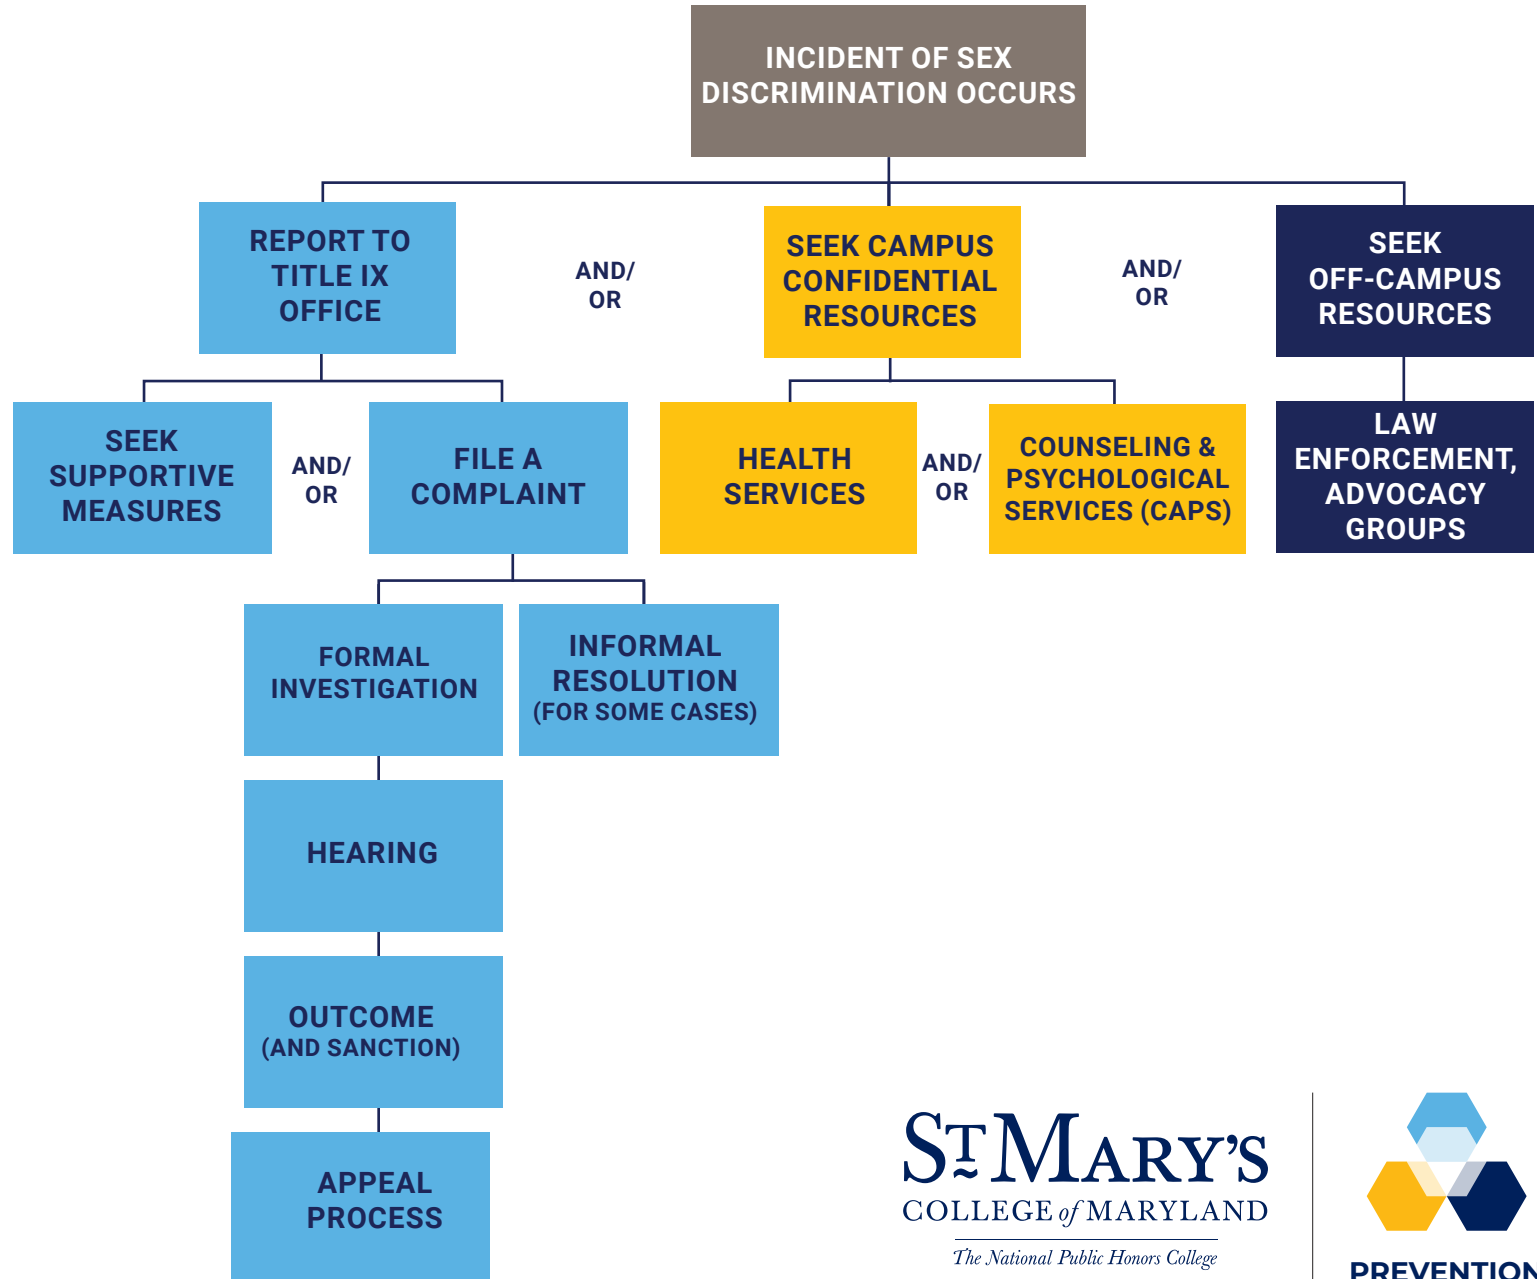 INCIDENT OF SEX
DISCRIMINATION OCCURS
REPORT TO
TITLE IX
OFFICE
AND/
OR
SEEK CAMPUS
CONFIDENTIAL
RESOURCES
AND/
OR
SEEK
OFF-CAMPUS
RESOURCES
SEEK
SUPPORTIVE
MEASURES
AND/
OR
FILE A
COMPLAINT
HEALTH
SERVICES
AND/
OR
COUNSELING &
PSYCHOLOGICAL
SERVICES (CAPS)
LAW
ENFORCEMENT,
ADVOCACY
GROUPS
FORMAL
INVESTIGATION
INFORMAL
RESOLUTION
(FOR SOME CASES)
HEARING
OUTCOME
(AND SANCTION)
APPEAL
PROCESS
ST MARY'S
COLLEGE of MARYLAND
The National Public Honors College
PREVENTION